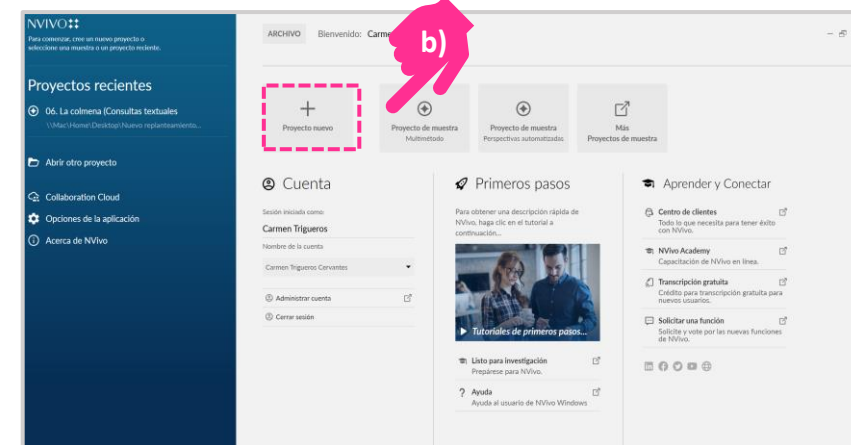 NVIVO
Para comenzar, cree un nuevo proyecto o
seleccione una muestra o un proyecto reciente.
Proyectos recientes
06. La colmena (Consultas textuales
\\Mac\Home\Desktop\Nuevo replanteamiento...
Abrir otro proyecto
Collaboration Cloud
Opciones de la aplicación
Acerca de NVivo
ARCHIVO Bienvenido: Carme
b)
Proyecto nuevo
Proyecto de muestra
Multimétodo
Proyecto de muestra
Perspectivas automatizadas
Más
Proyectos de muestra
Cuenta
Sesión iniciada como:
Carmen Trigueros
Nombre de la cuenta
Carmen Trigueros Cervantes
Administrar cuenta
Cerrar sesión
Primeros pasos
Para obtener una descripción rápida de
NVivo, haga clic en el tutorial a
continuación...
Tutoriales de primeros pasos...
Listo para investigación
Prepárese para NVivo.
? Ayuda
Ayuda al usuario de NVivo Windows
Aprender y Conectar
Centro de clientes
Todo lo que necesita para tener éxito
con NVivo.
NVivo Academy
Capacitación de NVivo en línea.
Transcripción gratuita
Crédito para transcripción gratuita para
nuevos usuarios.
Solicitar una función
Solicite y vote por las nuevas funciones
de NVivo.